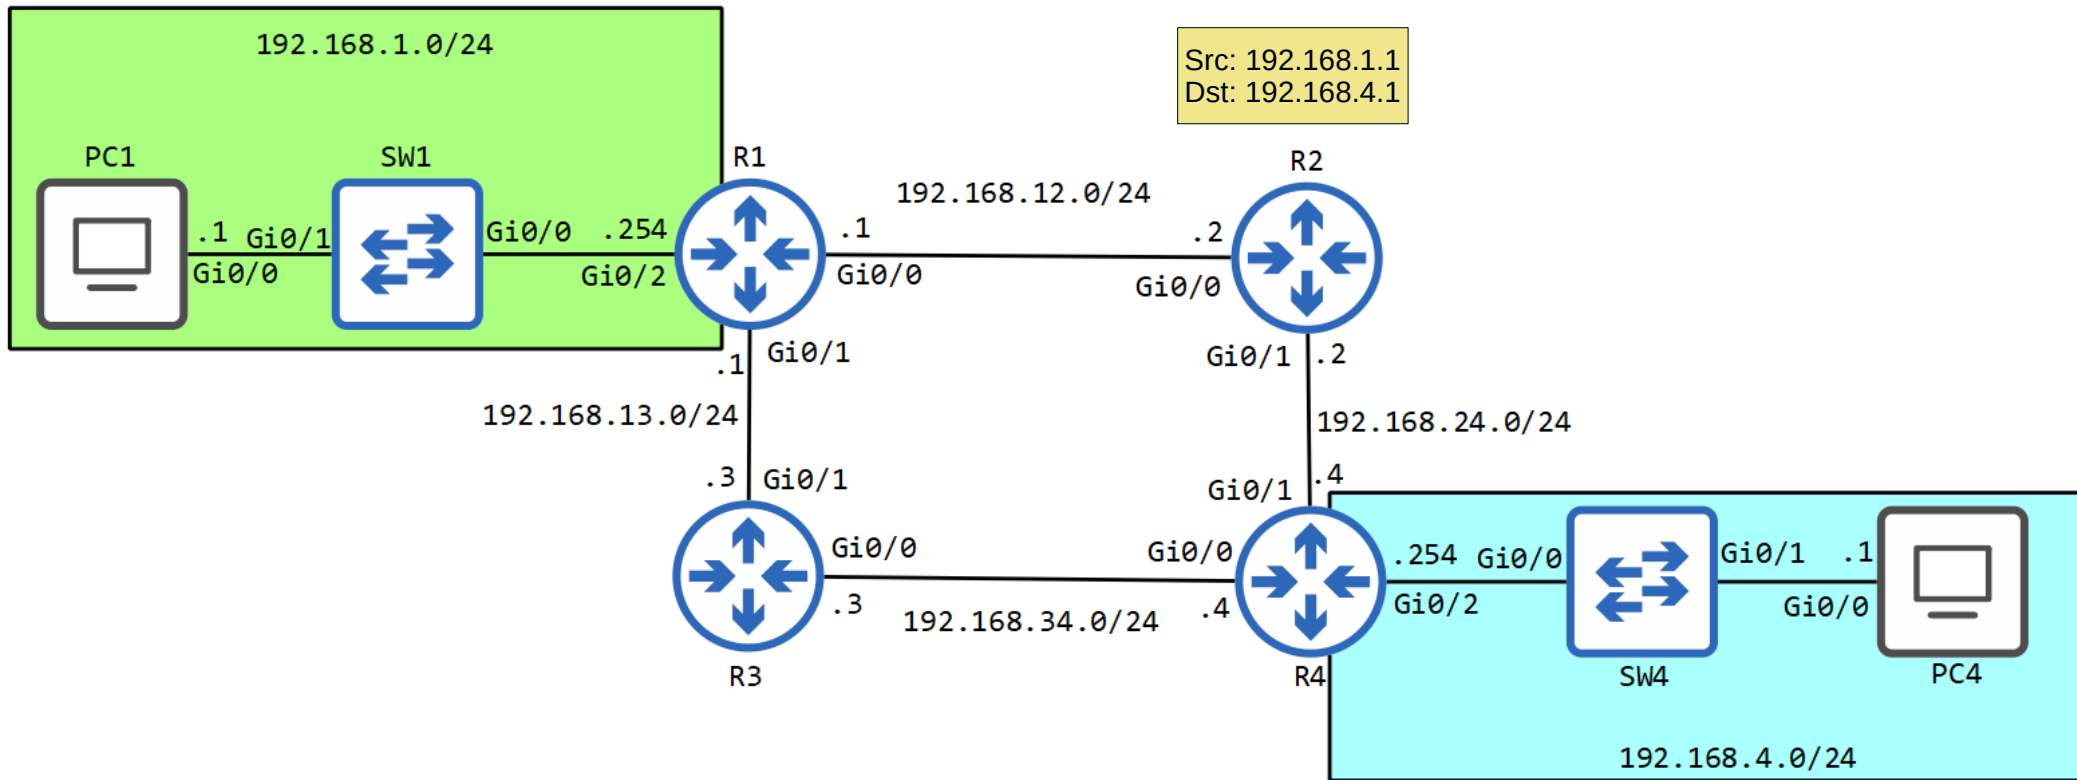 192.168.1.0/24
Src: 192.168.1.1
Dst: 192.168.4.1
PC1
SW1
R1
R2
192.168.12.0/24
.1
Gi0/1
Gi0/0
.254
.1
.2
Gi0/0
Gi0/2
Gi0/0
Gi0/0
.1
Gi0/1
Gi0/1
.2
192.168.13.0/24
192.168.24.0/24
.3
Gi0/1
Gi0/1
.4
Gi0/0
Gi0/0
.254
Gi0/0
Gi0/1
.1
.3
192.168.34.0/24
.4
Gi0/2
Gi0/0
R3
R4
SW4
PC4
192.168.4.0/24